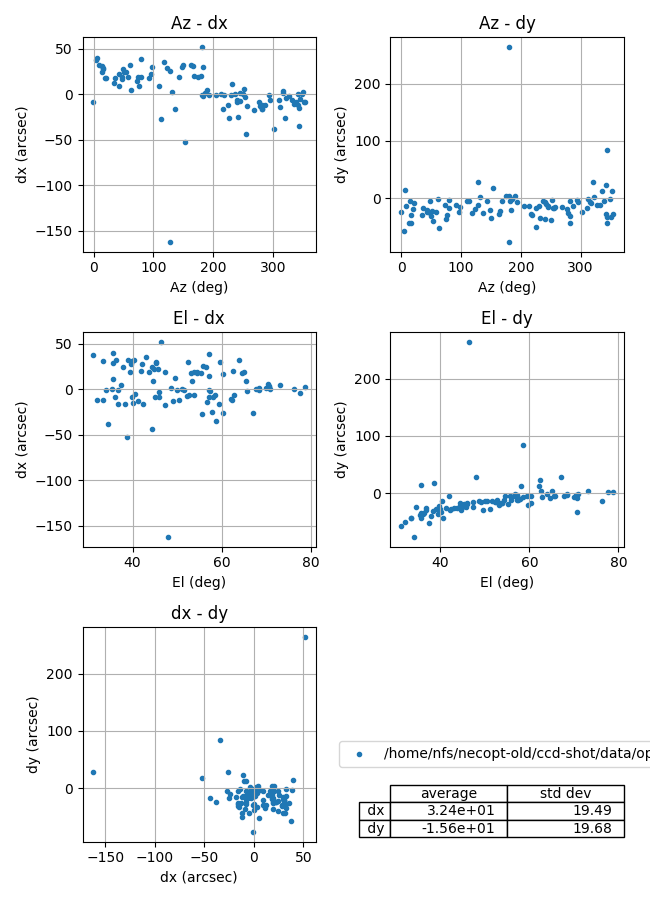 Az - dx
50
0
−50
−100
−150
dx (arcsec)
0
100
200
300
Az (deg)
Az - dy
200
100
0
dy (arcsec)
0
100
200
300
Az (deg)
El - dx
50
0
−50
−100
−150
dx (arcsec)
40
60
80
El (deg)
El - dy
200
100
0
dy (arcsec)
40
60
80
El (deg)
dx - dy
200
100
0
dy (arcsec)
−150
−100
−50
0
50
dx (arcsec)
/home/nfs/necopt-old/ccd-shot/data/op
average std dev
dx 3.24e+01 19.49
dy -1.56e+01 19.68